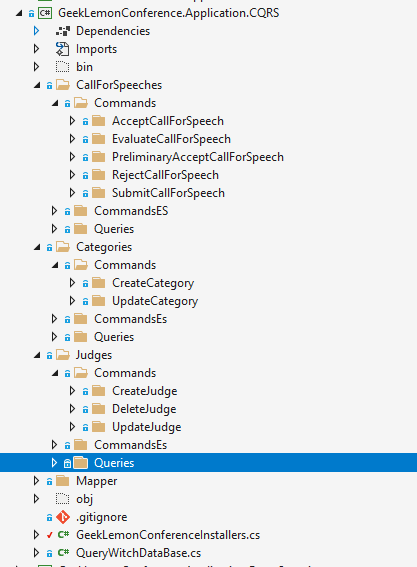 GeekLemonConference.Application.CQRS
Dependencies
Imports
bin
CallForSpeeches
Commands
AcceptCallForSpeech
EvaluateCallForSpeech
PreliminaryAcceptCallForSpeech
RejectCallForSpeech
SubmitCallForSpeech
CommandsES
Queries
Categories
Commands
CreateCategory
UpdateCategory
CommandsEs
Queries
Judges
Commands
CreateJudge
DeleteJudge
UpdateJudge
CommandsEs
Queries
Mapper
obj
.gitignore
C# GeekLemonConferenceInstallers.cs
C# QueryWitchDataBase.cs